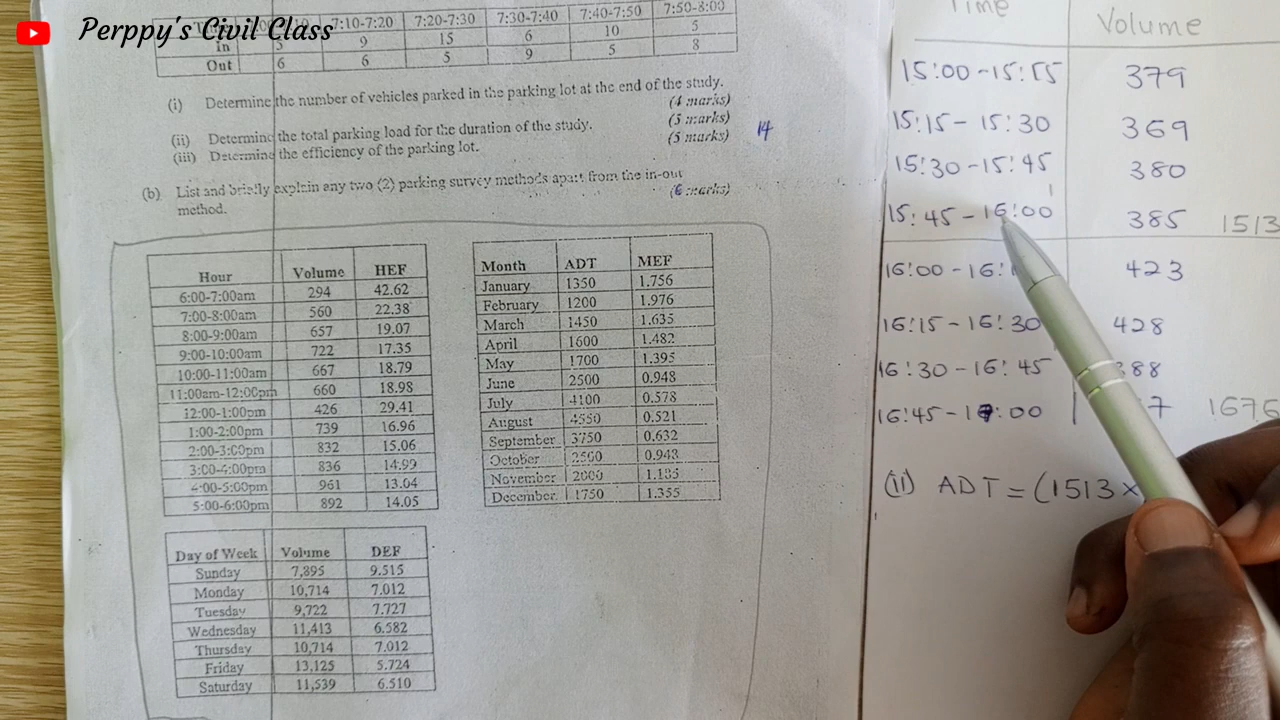 Perppy's Civil Class
7:10-7:20 7:20-7:30 7:30-7:40 7:40-7:50 7:50-8:00
In 5 9 15 6 10 5
Out 6 6 5 9 5 8
(i) Determine the number of vehicles parked in the parking lot at the end of the study.
(4 marks)
(ii) Determine the total parking load for the duration of the study. (5 marks)
(iii) Determine the efficiency of the parking lot. (5 marks)
14
(b) List and briefly explain any two (2) parking survey methods apart from the in-out
method. (6 marks)
Hour Volume HEF
6:00-7:00am 294 42.62
7:00-8:00am 560 22.38
8:00-9:00am 657 19.07
9:00-10:00am 722 17.35
10:00-11:00am 667 18.79
11:00am-12:00pm 660 18.98
12:00-1:00pm 426 29.41
1:00-2:00pm 739 16.96
2:00-3:00pm 832 15.06
3:00-4:00pm 836 14.99
4:00-5:00pm 961 13.04
5:00-6:00pm 892 14.05
Month ADT MEF
January 1350 1.756
February 1200 1.976
March 1450 1.635
April 1600 1.482
May 1700 1.395
June 2500 0.948
July 4100 0.578
August 4550 0.521
September 3750 0.632
October 2500 0.948
November 2000 1.185
December 1750 1.355
Day of Week Volume DEF
Sunday 7,895 9.515
Monday 10,714 7.012
Tuesday 9,722 7.727
Wednesday 11,413 6.582
Thursday 10,714 7.012
Friday 13,125 5.724
Saturday 11,539 6.510
Time Volume
15:00-15:15 379
15:15-15:30 369
15:30-15:45 380
15:45-16:00 385 1513
16:00-16: 423
16:15-16:30 428
16:30-16:45 88
16:45-17:00 7 1676
(ii) ADT = (1513 ×